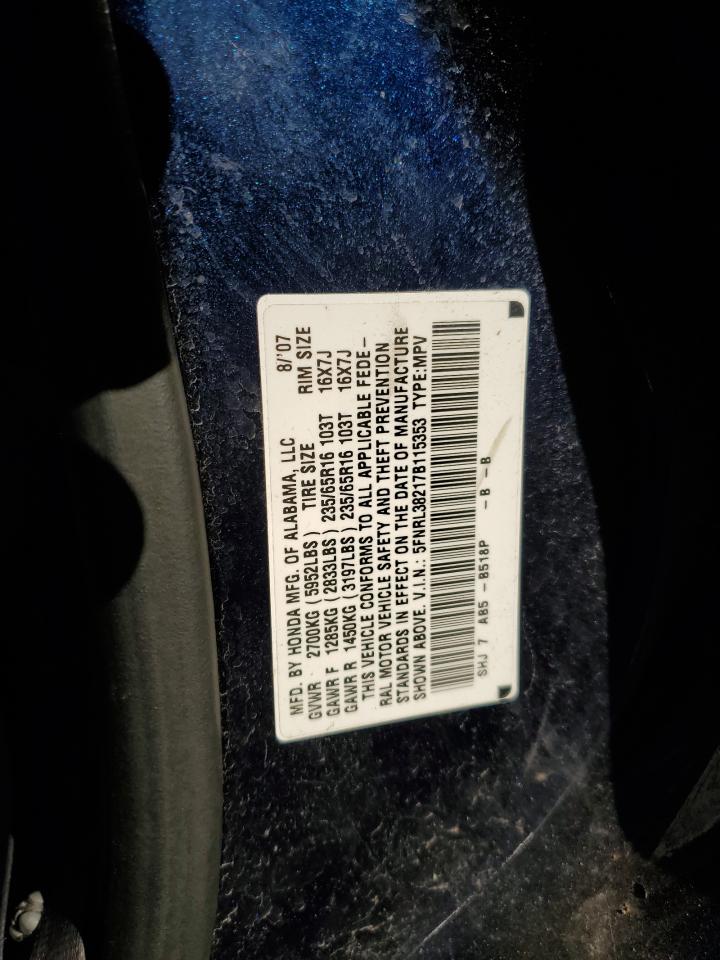 MFD. BY HONDA MFG. OF ALABAMA, LLC 8/'07
GVWR 2700KG (5952LBS) TIRE SIZE RIM SIZE
GAWR F 1285KG (2833LBS) 235/65R16 103T 16X7J
GAWR R 1450KG (3197LBS) 235/65R16 103T 16X7J
THIS VEHICLE CONFORMS TO ALL APPLICABLE FEDE-
RAL MOTOR VEHICLE SAFETY AND THEFT PREVENTION
STANDARDS IN EFFECT ON THE DATE OF MANUFACTURE
SHOWN ABOVE. V.I.N.: 5FNRL38217B115353 TYPE:MPV
SHJ 7 AB5 - B518P -B -B